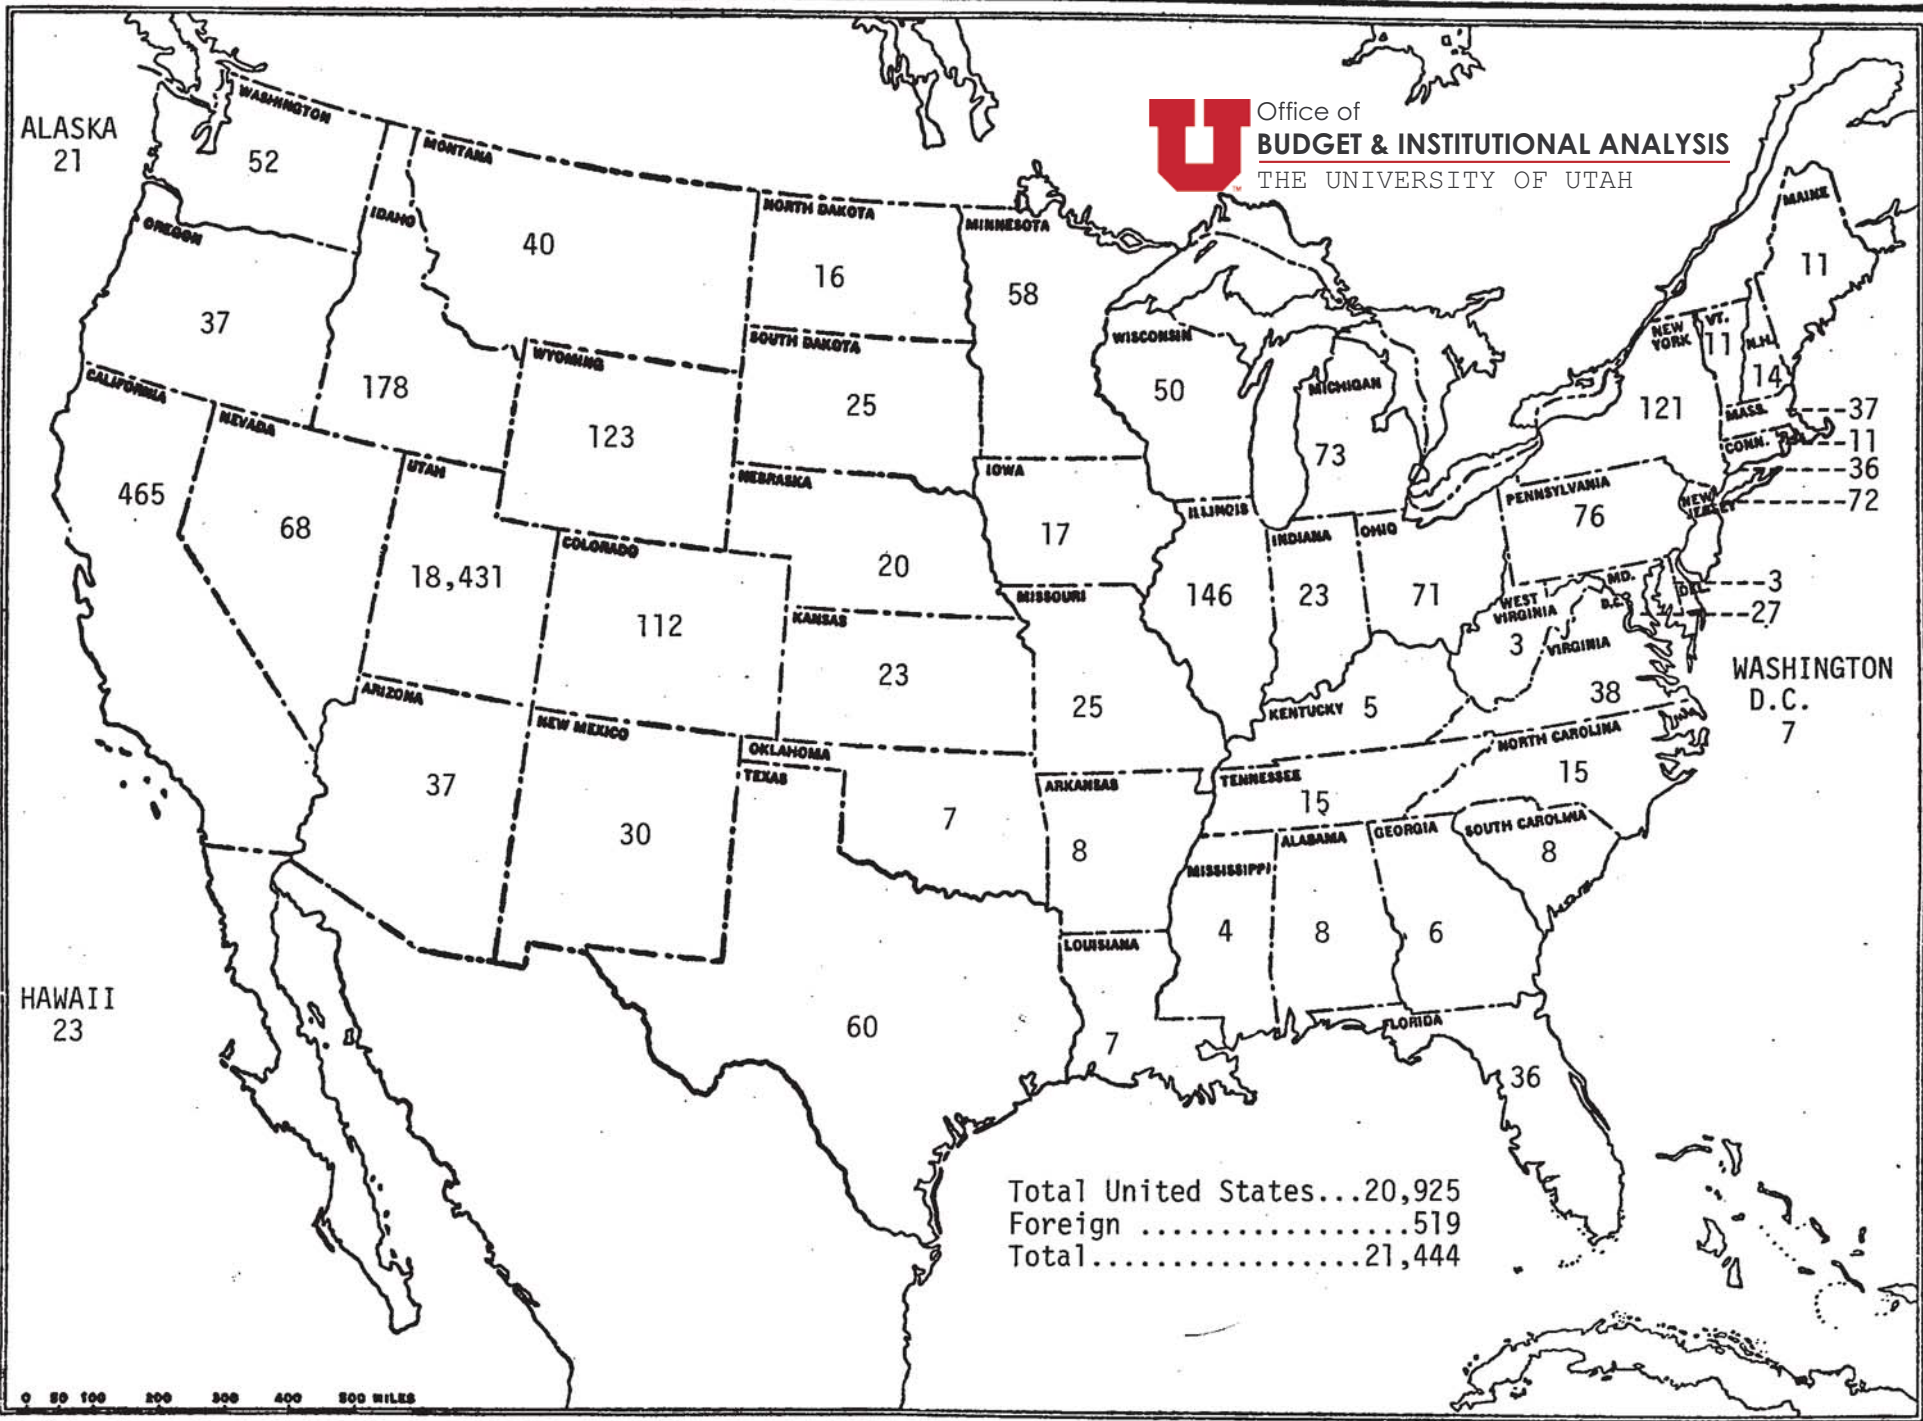 Office of
BUDGET & INSTITUTIONAL ANALYSIS
THE UNIVERSITY OF UTAH
™
ALASKA
21
WASHINGTON
52
MONTANA
40
IDAHO
178
OREGON
37
NORTH DAKOTA
16
MINNESOTA
58
SOUTH DAKOTA
25
WYOMING
123
WISCONSIN
50
MICHIGAN
73
MAINE
11
NEW
YORK
121
VT.
11
N.H.
14
MASS.
37
CONN.
11
36
72
CALIFORNIA
465
NEVADA
68
UTAH
18,431
COLORADO
112
NEBRASKA
20
IOWA
17
ILLINOIS
146
INDIANA
23
OHIO
71
PENNSYLVANIA
76
NEW
JERSEY
MD.
D.C.
DEL.
3
27
WEST
VIRGINIA
3
VIRGINIA
38
WASHINGTON
D.C.
7
KANSAS
23
MISSOURI
25
KENTUCKY 5
ARIZONA
37
NEW MEXICO
30
OKLAHOMA
7
TEXAS
60
ARKANSAS
8
TENNESSEE
15
NORTH CAROLINA
15
SOUTH CAROLINA
8
MISSISSIPPI
4
ALABAMA
8
GEORGIA
6
LOUISIANA
7
FLORIDA
36
HAWAII
23
Total United States...20,925
Foreign .................519
Total.................21,444
0 50 100 200 300 400 500 MILES